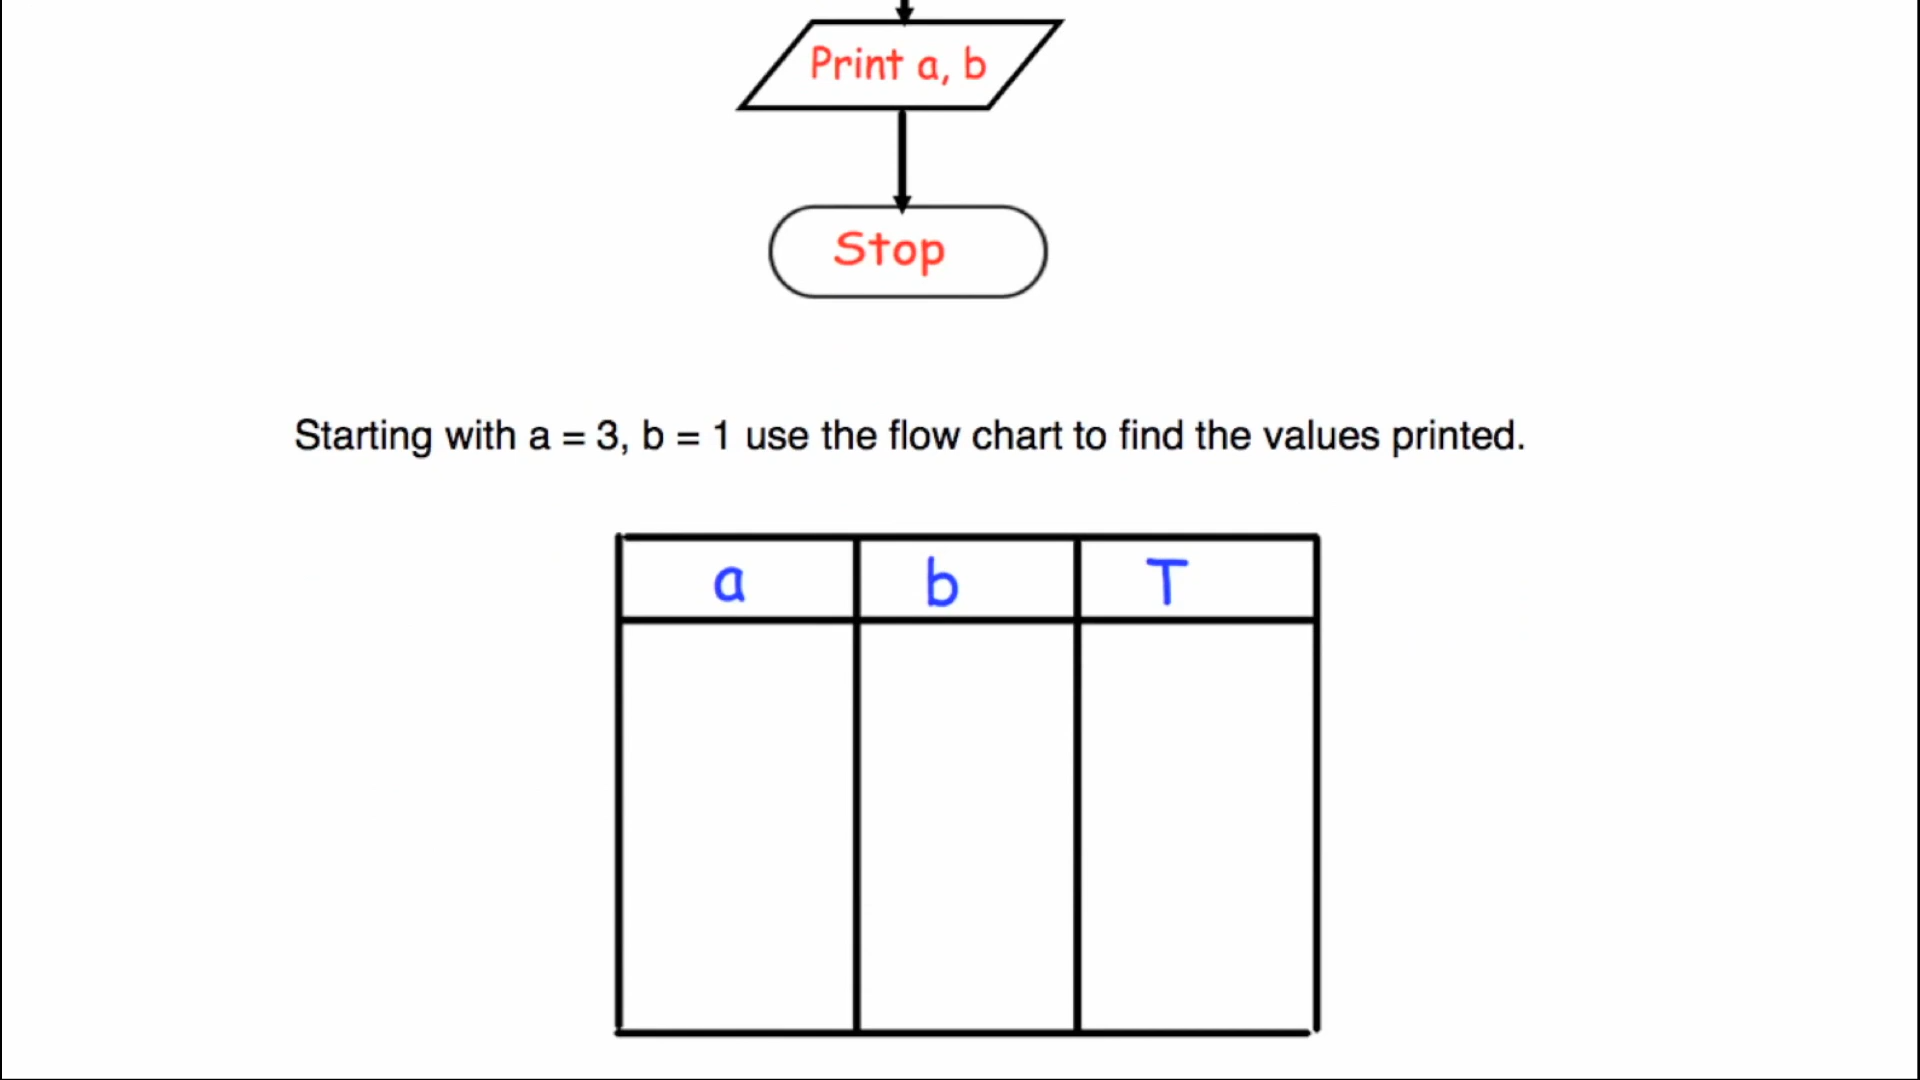 Print a, b
Stop
Starting with a = 3, b = 1 use the flow chart to find the values printed.
a b T